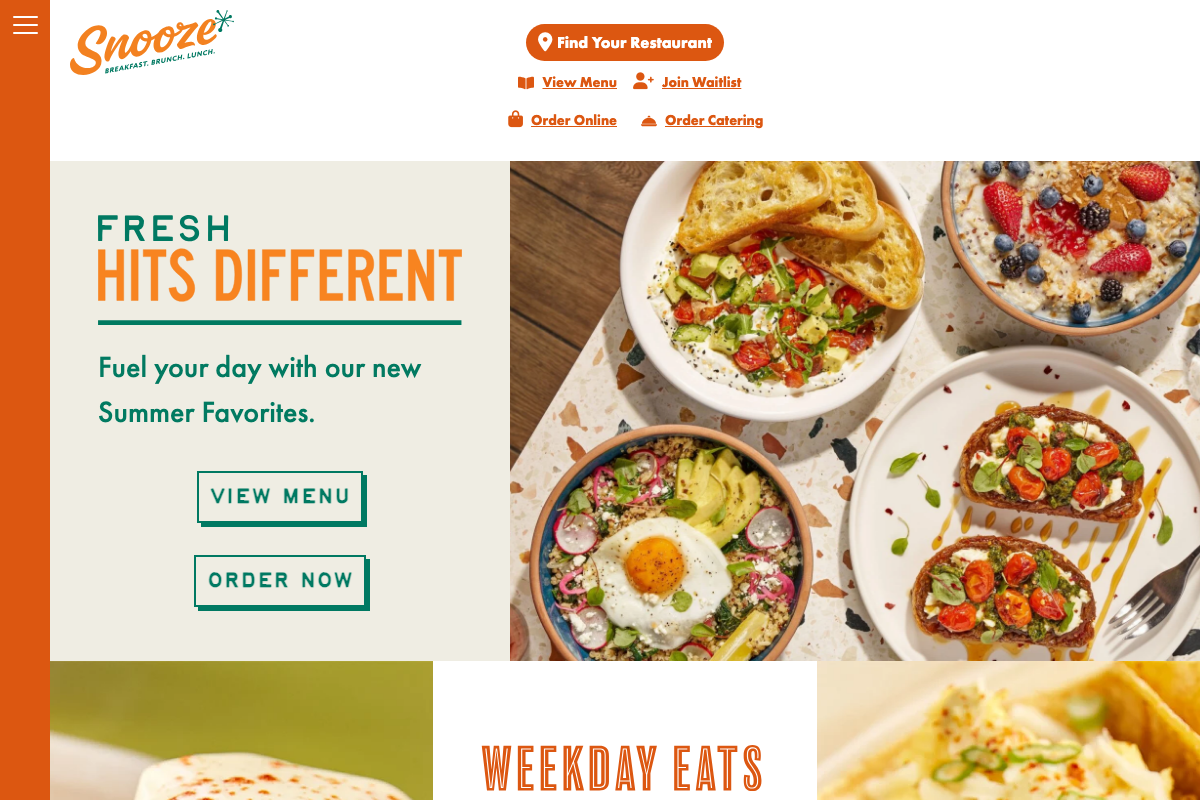 Snooze
BREAKFAST. BRUNCH. LUNCH.
Find Your Restaurant
View Menu
Join Waitlist
Order Online
Order Catering
FRESH
HITS DIFFERENT
Fuel your day with our new
Summer Favorites.
VIEW MENU
ORDER NOW
WEEKDAY EATS